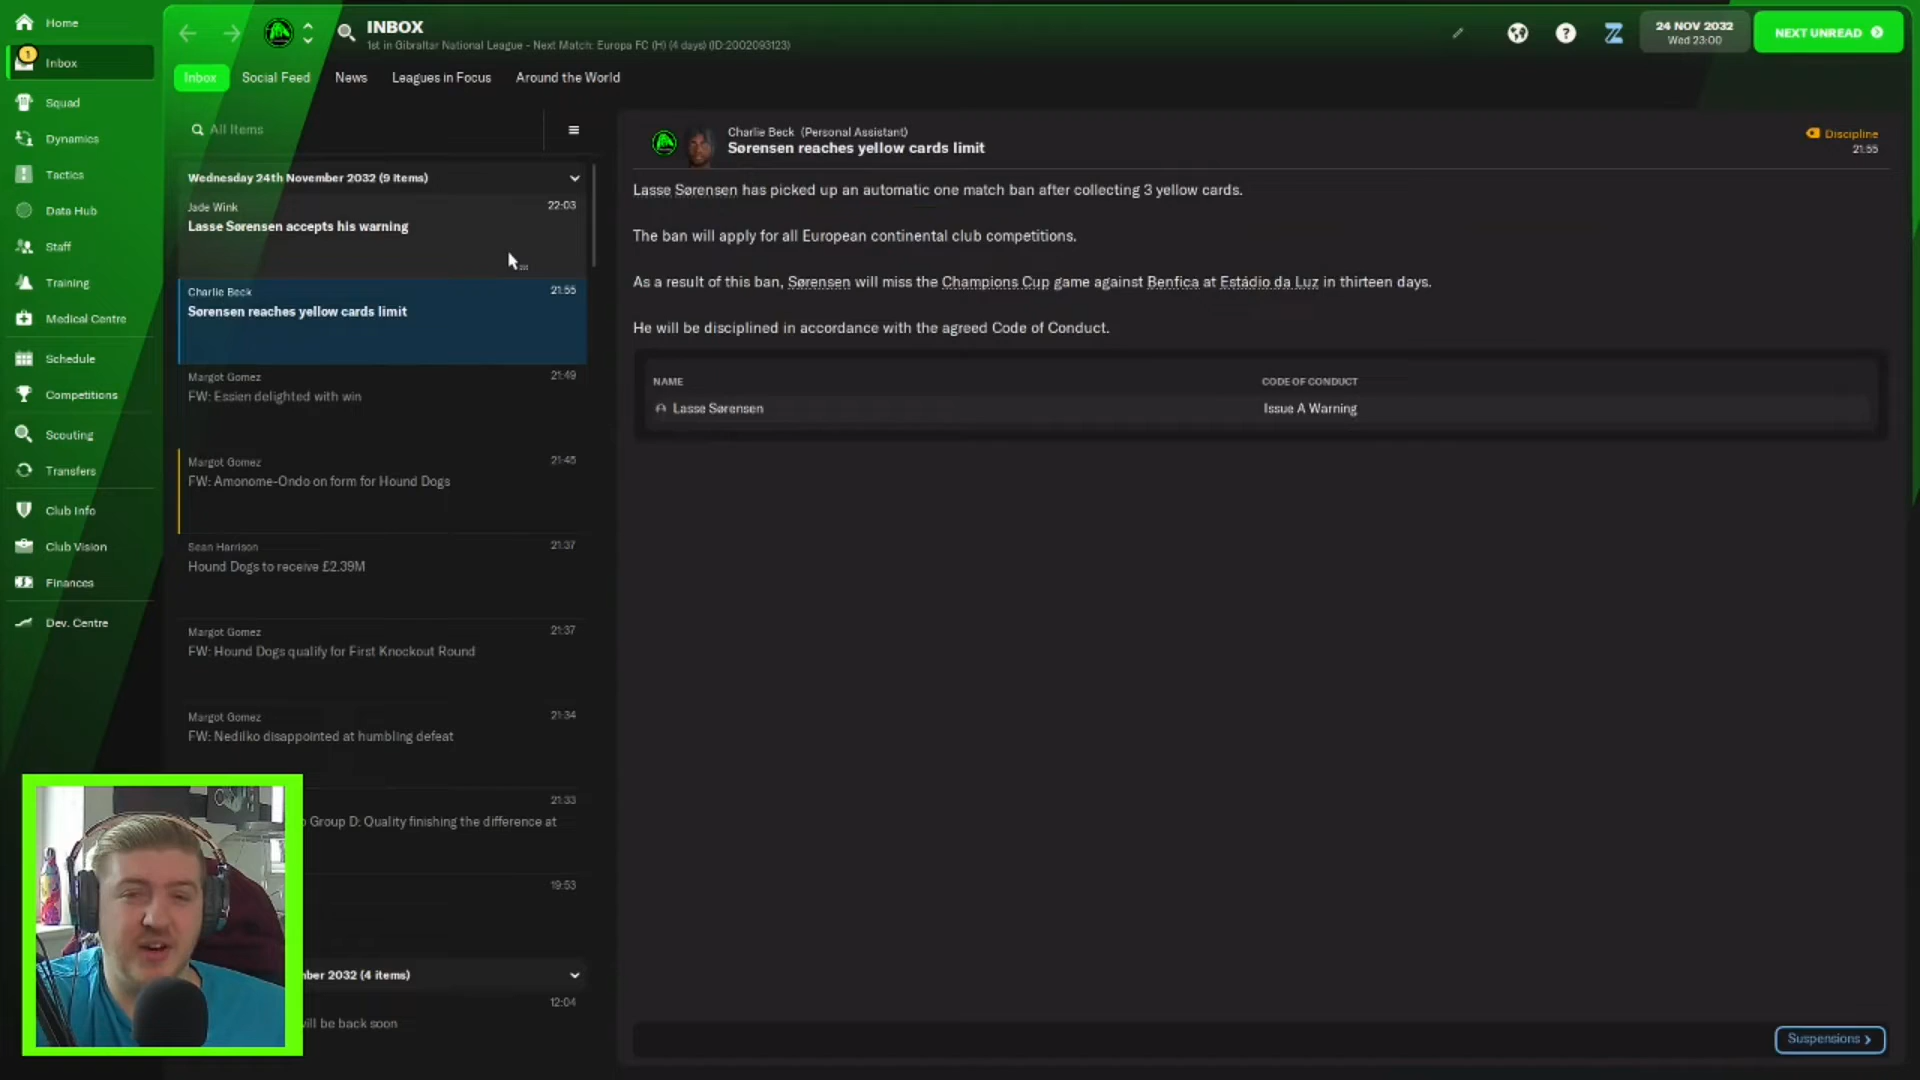 Home
INBOX
1st in Gibraltar National League - Next Match: Europa FC (H) (4 days) (ID:2002093123)
24 NOV 2032
Wed 23:00
NEXT UNREAD
1
Inbox
Squad
Dynamics
Tactics
Data Hub
Staff
Training
Medical Centre
Schedule
Competitions
Scouting
Transfers
Club Info
Club Vision
Finances
Dev. Centre
Inbox Social Feed News Leagues in Focus Around the World
All Items
Wednesday 24th November 2032 (9 items)
Jade Wink 22:03
Lasse Sørensen accepts his warning
Charlie Beck 21:55
Sørensen reaches yellow cards limit
Margot Gomez 21:49
FW: Essien delighted with win
Margot Gomez 21:45
FW: Amonome-Ondo on form for Hound Dogs
Sean Harrison 21:37
Hound Dogs to receive £2.39M
Margot Gomez 21:37
FW: Hound Dogs qualify for First Knockout Round
Margot Gomez 21:34
FW: Nedilko disappointed at humbling defeat
21:33
Group D: Quality finishing the difference at
19:53
2032 (4 items)
12:04
be back soon
Charlie Beck (Personal Assistant)
Sørensen reaches yellow cards limit
Discipline
21:55
Lasse Sørensen has picked up an automatic one match ban after collecting 3 yellow cards.
The ban will apply for all European continental club competitions.
As a result of this ban, Sørensen will miss the Champions Cup game against Benfica at Estádio da Luz in thirteen days.
He will be disciplined in accordance with the agreed Code of Conduct.
NAME CODE OF CONDUCT
Lasse Sørensen Issue A Warning
Suspensions